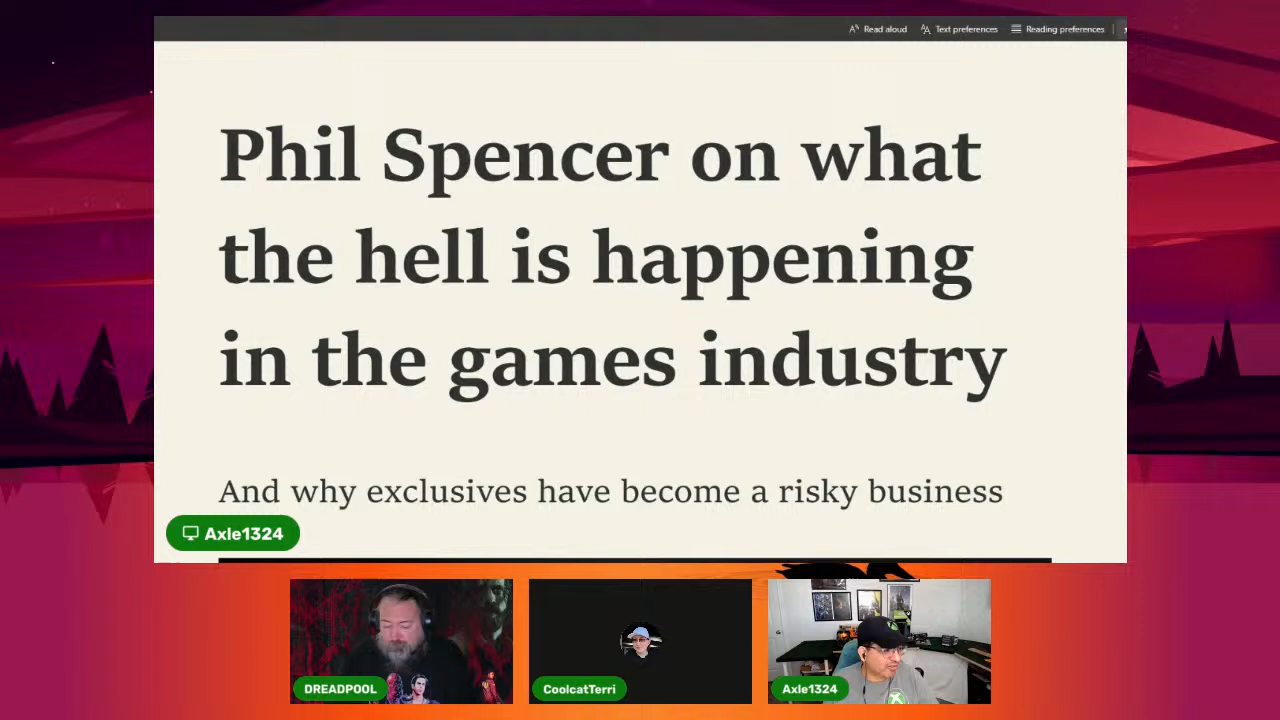 Read aloud
Text preferences
Reading preferences
Phil Spencer on what
the hell is happening
in the games industry
And why exclusives have become a risky business
Axle1324
DREADPOOL
CoolcatTerri
Axle1324